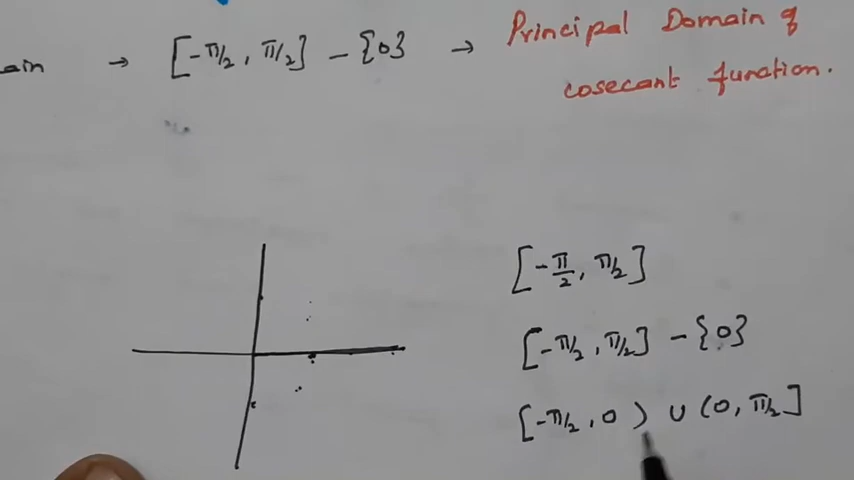 ain → [-π/2, π/2] - {0} → Principal Domain of
cosecant function.
[-π/2, π/2]
[-π/2, π/2] - {0}
[-π/2, 0) ∪ (0, π/2]